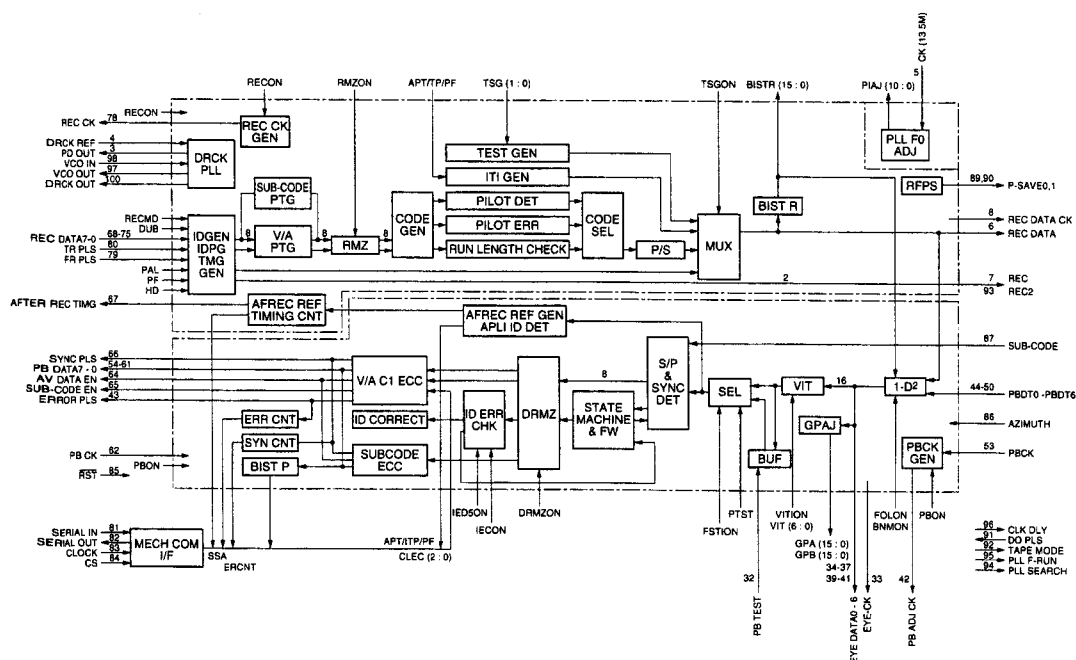 RECON
RMZON
APT/TP/PF
TSG (1 : 0)
TSGON
BISTR (15 : 0)
PIAJ (10 : 0)
5
CK (13.5M)
RECON
REC CK
78
REC CK
GEN
PLL F0
ADJ
DRCK REF
4
PD OUT
3
VCO IN
98
VCO OUT
97
DRCK OUT
100
DRCK
PLL
TEST GEN
ITI GEN
RFPS
89,90
P-SAVE0,1
SUB-CODE
PTG
BIST R
RECMD
DUB
REC DATA7-0
68-75
TR PLS
80
FR PLS
79
PAL
PF
HD
IDGEN
IDPG
TMG
GEN
8
V/A
PTG
8
RMZ
8
CODE
GEN
PILOT DET
PILOT ERR
RUN LENGTH CHECK
CODE
SEL
P/S
MUX
8
REC DATA CK
6
REC DATA
2
7
REC
93
REC2
AFTER REC TIMG
67
AFREC REF
TIMING CNT
AFREC REF GEN
APLI ID DET
87
SUB-CODE
SYNC PLS
66
PB DATA7 - 0
54-61
AV DATA EN
64
SUB-CODE EN
65
ERROR PLS
43
V/A C1 ECC
8
S/P
&
SYNC
DET
SEL
VIT
16
1-D²
44-50
PBDT0 -PBDT6
ERR CNT
ID CORRECT
ID ERR
CHK
DRMZ
STATE
MACHINE
& FW
GPAJ
86
AZIMUTH
SYN CNT
SUBCODE
ECC
BUF
PBCK
GEN
53
PBCK
PB CK
62
PBON
RST
85
BIST P
IED5ON
IECON
DRMZON
FSTION
PTST
VITION
VIT (6 : 0)
FOLON
BNMON
PBON
SERIAL IN
81
SERIAL OUT
82
CLOCK
83
CS
84
MECH COM
I/F
SSA
ERCNT
APT/ITP/PF
CLEC (2 : 0)
GPA (15 : 0)
GPB (15 : 0)
34-37
39-41
32
33
42
PB TEST
EYE DATA0 - 6
EYE-CK
PB ADJ CK
96
CLK DLY
91
DO PLS
92
TAPE MODE
95
PLL F-RUN
94
PLL SEARCH